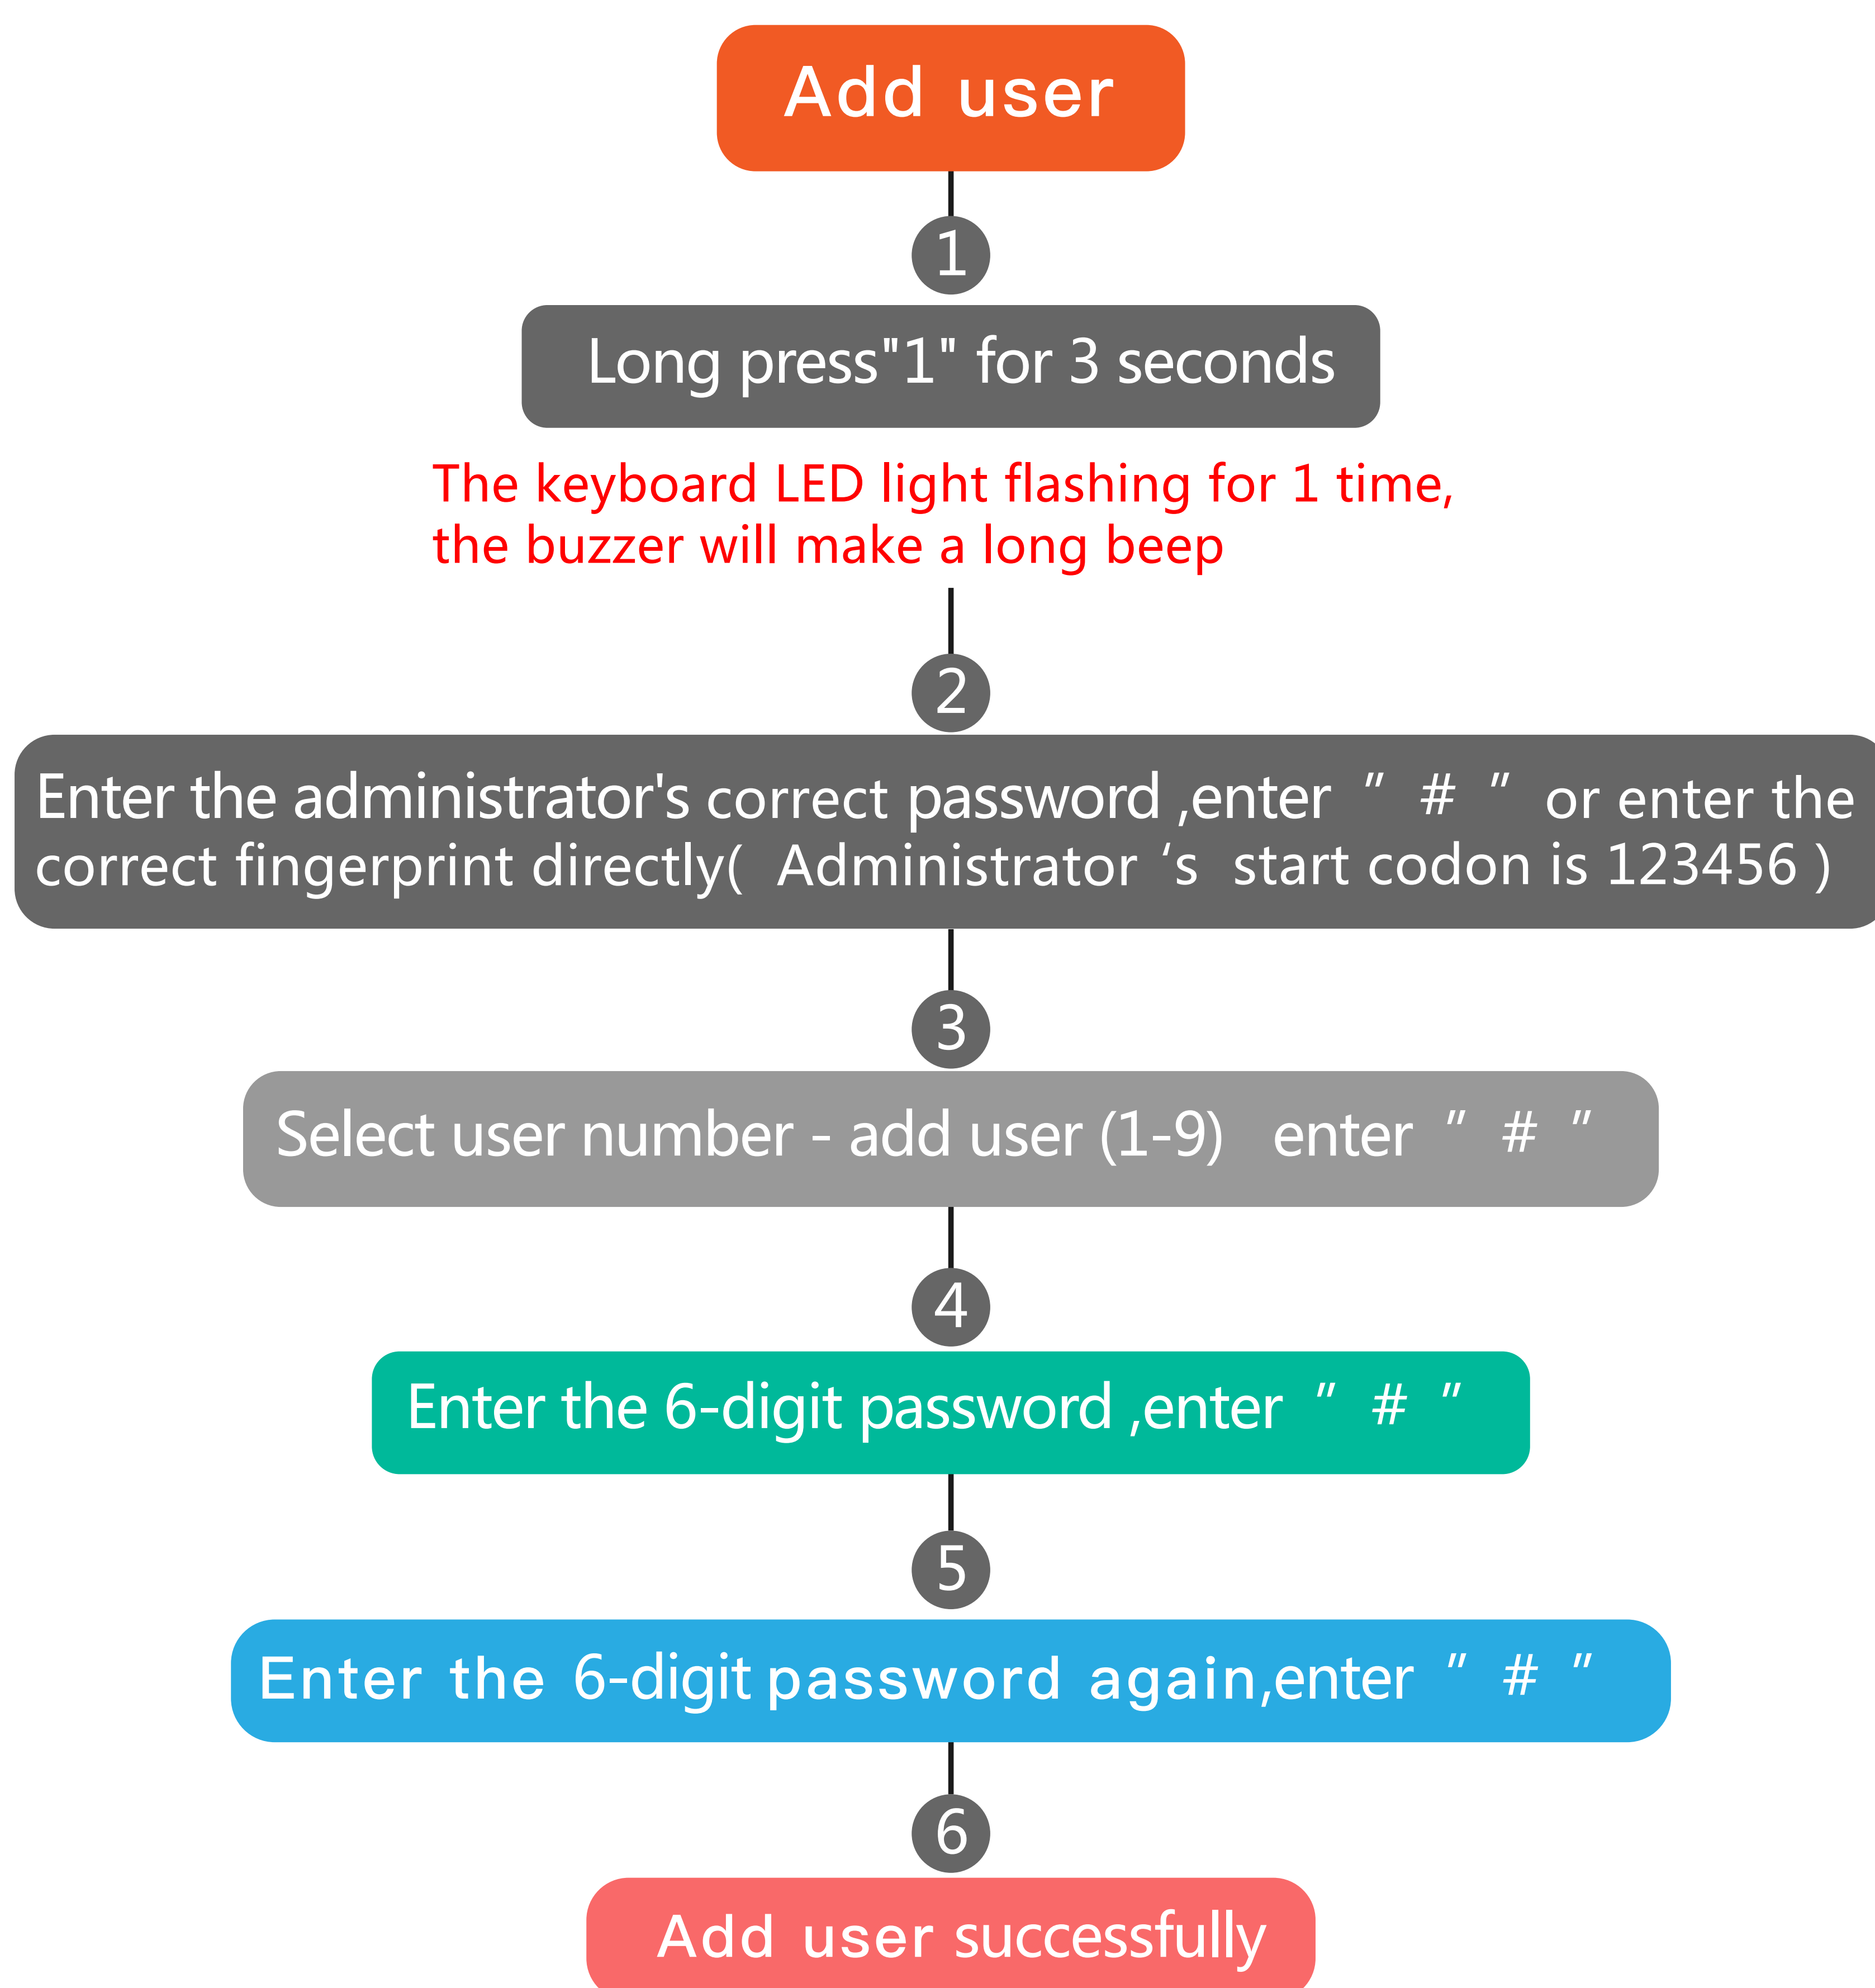 Add user
1
Long press"1" for 3 seconds
The keyboard LED light flashing for 1 time,
the buzzer will make a long beep
2
Enter the administrator's correct password ,enter " # " or enter the
correct fingerprint directly( Administrator ‘s start codon is 123456 )
3
Select user number - add user (1-9) enter " # "
4
Enter the 6-digit password ,enter " # "
5
Enter the 6-digit password again,enter " # "
6
Add user successfully